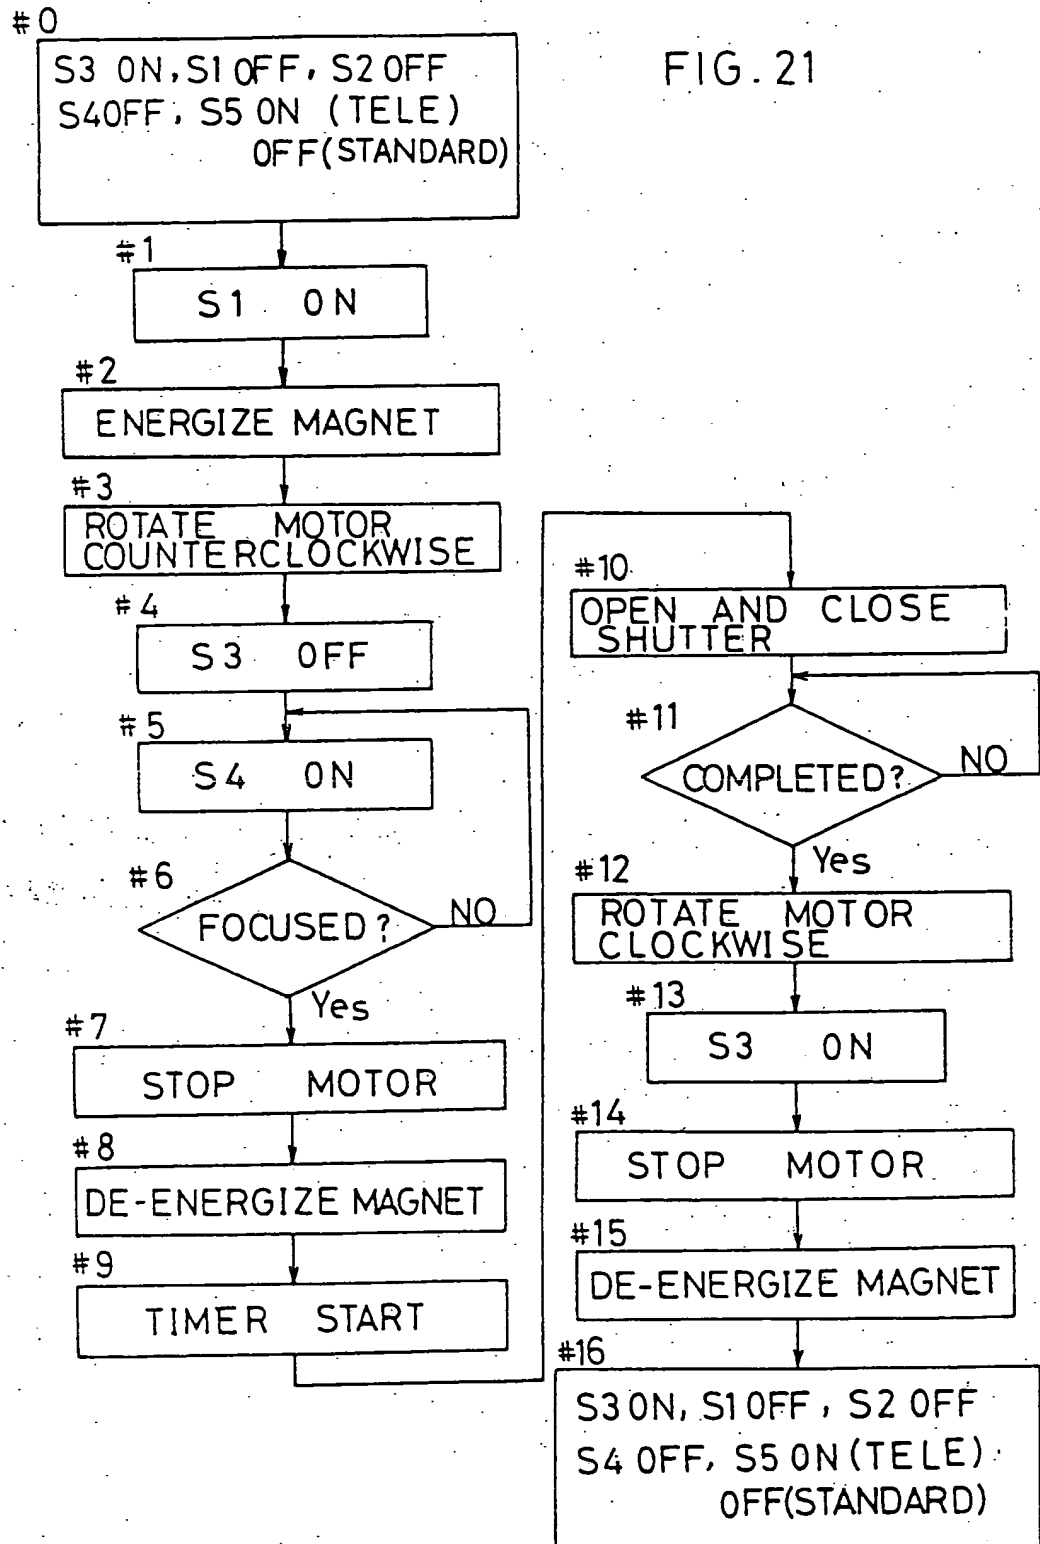 #0
S3 ON, S1 OFF, S2 OFF
S4 OFF, S5 ON (TELE)
OFF(STANDARD)
FIG. 21
#1
S1 ON
#2
ENERGIZE MAGNET
#3
ROTATE MOTOR
COUNTERCLOCKWISE
#4
S3 OFF
#5
S4 ON
#6
FOCUSED?
NO
Yes
#7
STOP MOTOR
#8
DE-ENERGIZE MAGNET
#9
TIMER START
#10
OPEN AND CLOSE
SHUTTER
#11
COMPLETED?
NO
Yes
#12
ROTATE MOTOR
CLOCKWISE
#13
S3 ON
#14
STOP MOTOR
#15
DE-ENERGIZE MAGNET
#16
S3 ON, S1 OFF, S2 OFF
S4 OFF, S5 ON (TELE)
OFF(STANDARD)